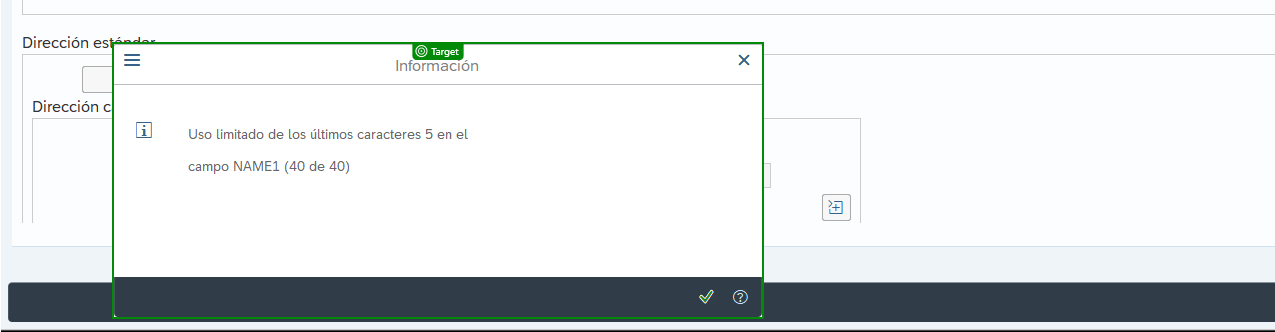 Dirección estándar
Target
Información
Dirección c
Uso limitado de los últimos caracteres 5 en el
campo NAME1 (40 de 40)